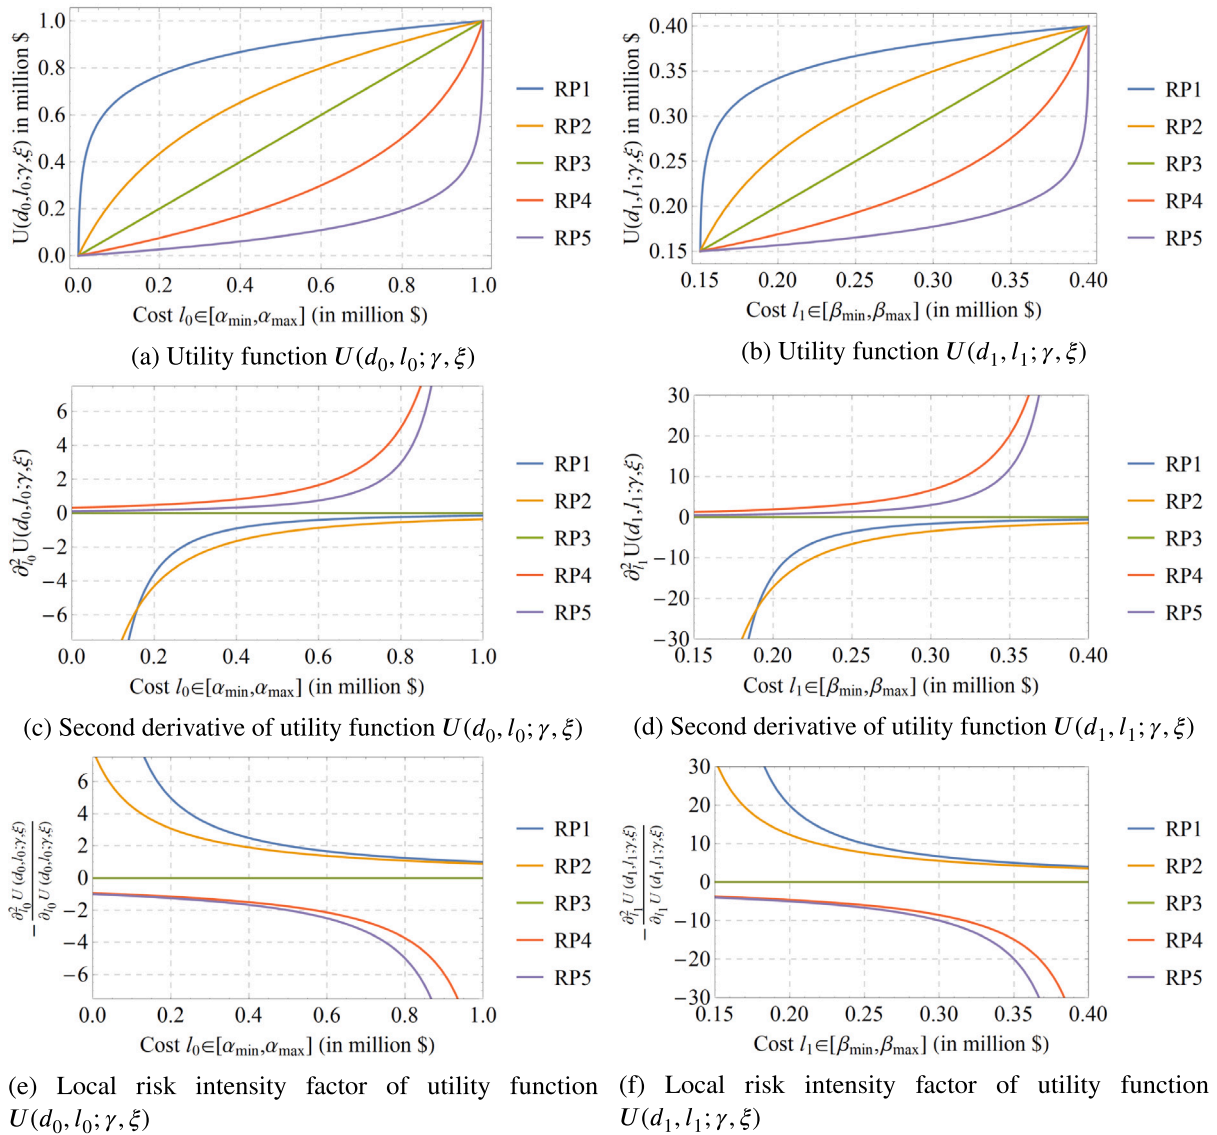 U(d₀,l₀;γ,ξ) in million $
1.0
0.8
0.6
0.4
0.2
0.0
0.0 0.2 0.4 0.6 0.8 1.0
Cost l₀∈[αmin,αmax] (in million $)
RP1
RP2
RP3
RP4
RP5
(a) Utility function U(d₀, l₀; γ, ξ)
U(d₁,l₁;γ,ξ) in million $
0.40
0.35
0.30
0.25
0.20
0.15
0.15 0.20 0.25 0.30 0.35 0.40
Cost l₁∈[βmin,βmax] (in million $)
RP1
RP2
RP3
RP4
RP5
(b) Utility function U(d₁, l₁; γ, ξ)
∂²l₀U(d₀,l₀;γ,ξ)
6
4
2
0
−2
−4
−6
0.0 0.2 0.4 0.6 0.8 1.0
Cost l₀∈[αmin,αmax] (in million $)
RP1
RP2
RP3
RP4
RP5
(c) Second derivative of utility function U(d₀, l₀; γ, ξ)
∂²l₁U(d₁,l₁;γ,ξ)
30
20
10
0
−10
−20
−30
0.15 0.20 0.25 0.30 0.35 0.40
Cost l₁∈[βmin,βmax] (in million $)
RP1
RP2
RP3
RP4
RP5
(d) Second derivative of utility function U(d₁, l₁; γ, ξ)
−∂²l₀U(d₀,l₀;γ,ξ)
∂l₀U(d₀,l₀;γ,ξ)
6
4
2
0
−2
−4
−6
0.0 0.2 0.4 0.6 0.8 1.0
Cost l₀∈[αmin,αmax] (in million $)
RP1
RP2
RP3
RP4
RP5
(e) Local risk intensity factor of utility function
U(d₀, l₀; γ, ξ)
−∂²l₁U(d₁,l₁;γ,ξ)
∂l₁U(d₁,l₁;γ,ξ)
30
20
10
0
−10
−20
−30
0.15 0.20 0.25 0.30 0.35 0.40
Cost l₁∈[βmin,βmax] (in million $)
RP1
RP2
RP3
RP4
RP5
(f) Local risk intensity factor of utility function
U(d₁, l₁; γ, ξ)